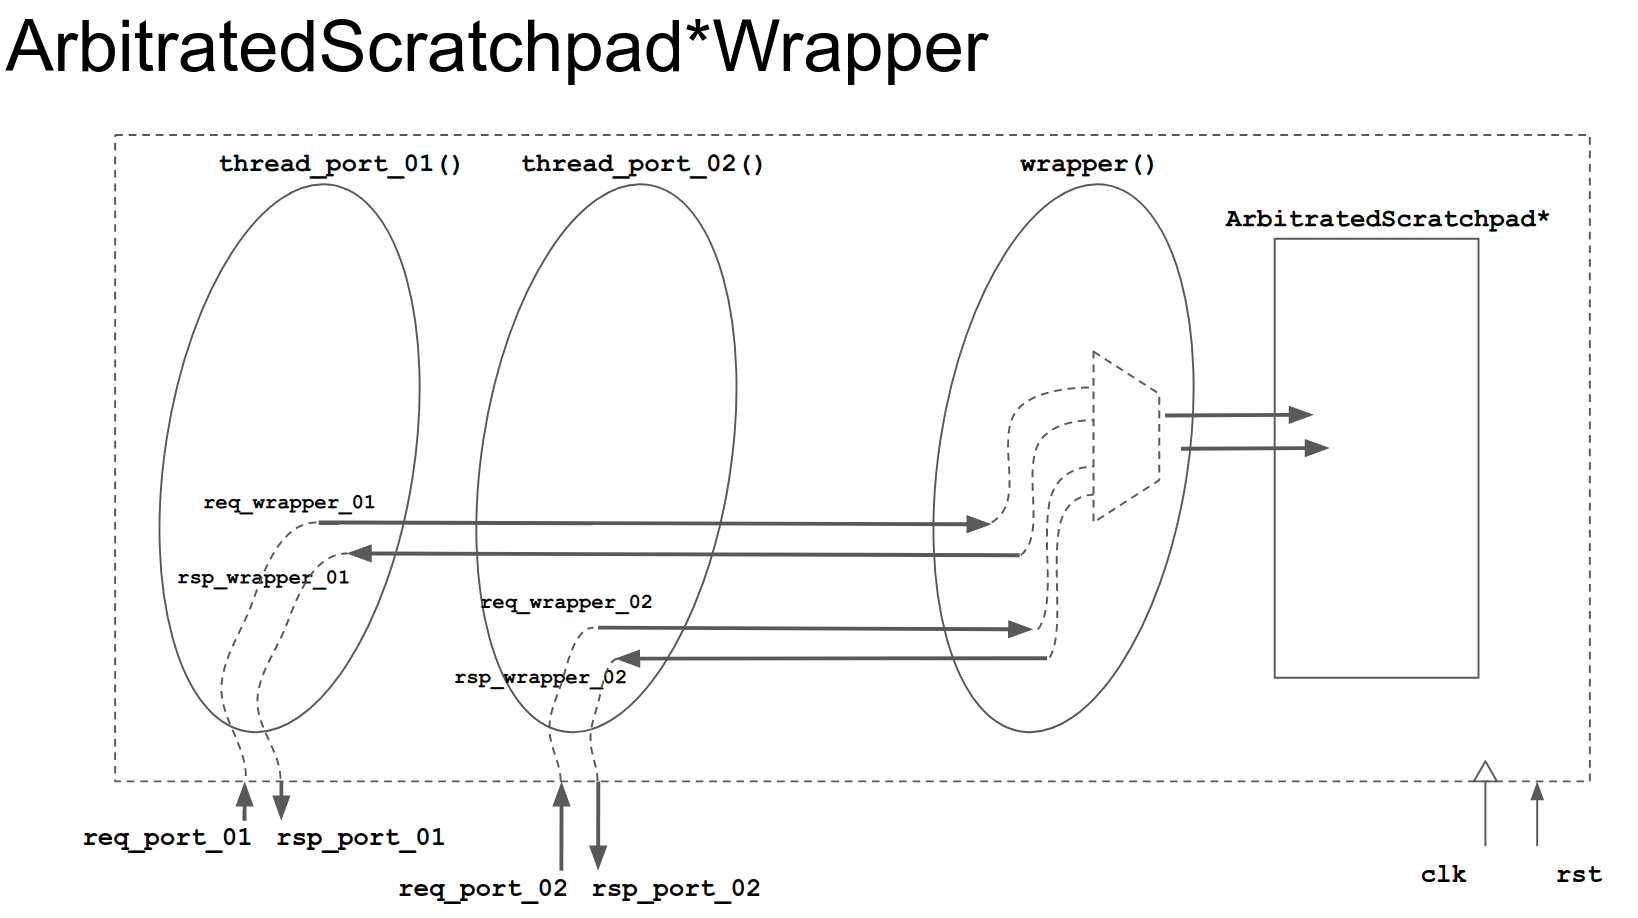 ArbitratedScratchpad*Wrapper
thread_port_01()
thread_port_02()
wrapper()
ArbitratedScratchpad*
req_wrapper_01
rsp_wrapper_01
req_wrapper_02
rsp_wrapper_02
req_port_01
rsp_port_01
req_port_02
rsp_port_02
clk
rst